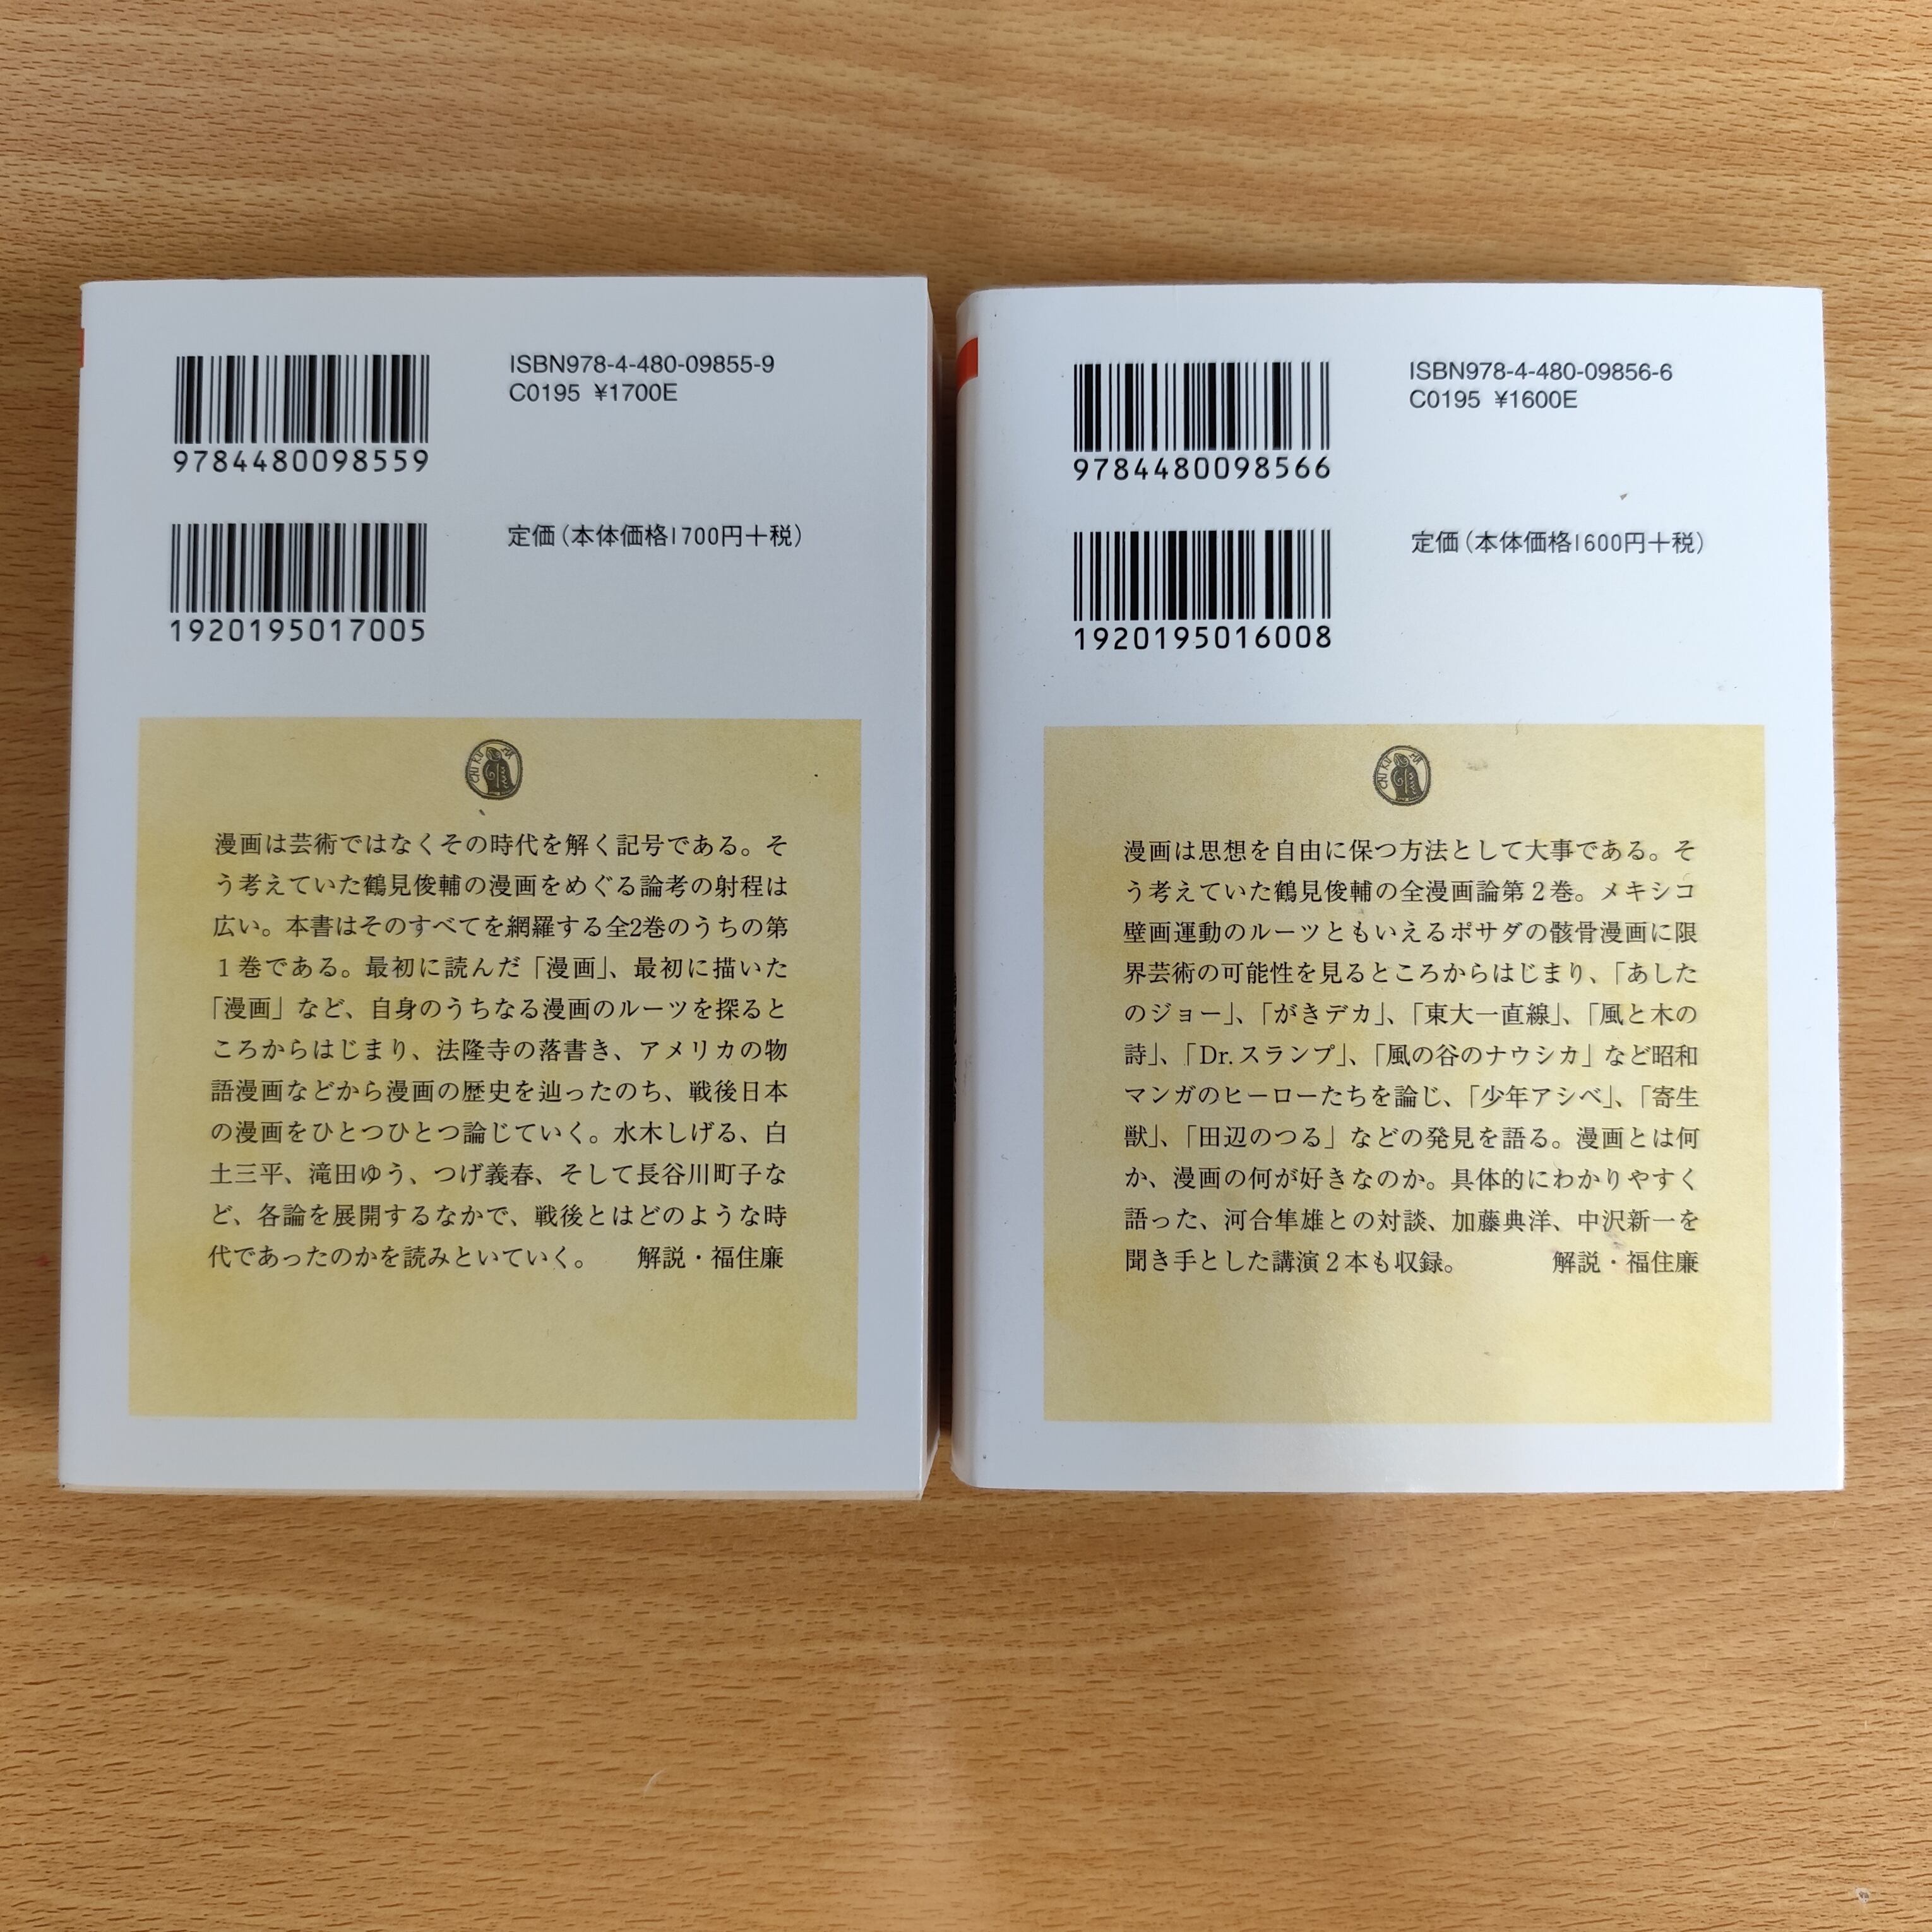 ISBN978-4-480-09855-9
C0195 ¥1700E
9784480098559
定価(本体価格1700円+税)
1920195017005
CHI KU MA
漫画は芸術ではなくその時代を解く記号である。そ
う考えていた鶴見俊輔の漫画をめぐる論考の射程は
広い。本書はそのすべてを網羅する全2巻のうちの第
1巻である。最初に読んだ「漫画」、最初に描いた
「漫画」など、自身のうちなる漫画のルーツを探ると
ころからはじまり、法隆寺の落書き、アメリカの物
語漫画などから漫画の歴史を辿ったのち、戦後日本
の漫画をひとつひとつ論じていく。水木しげる、白
土三平、滝田ゆう、つげ義春、そして長谷川町子な
ど、各論を展開するなかで、戦後とはどのような時
代であったのかを読みといていく。 解説・福住廉
ISBN978-4-480-09856-6
C0195 ¥1600E
9784480098566
定価(本体価格1600円+税)
1920195016008
CHI KU MA
漫画は思想を自由に保つ方法として大事である。そ
う考えていた鶴見俊輔の全漫画論第2巻。メキシコ
壁画運動のルーツともいえるポサダの骸骨漫画に限
界芸術の可能性を見るところからはじまり、「あした
のジョー」、「がきデカ」、「東大一直線」、「風と木の
詩」、「Dr.スランプ」、「風の谷のナウシカ」など昭和
マンガのヒーローたちを論じ、「少年アシベ」、「寄生
獣」、「田辺のつる」などの発見を語る。漫画とは何
か、漫画の何が好きなのか。具体的にわかりやすく
語った、河合隼雄との対談、加藤典洋、中沢新一を
聞き手とした講演2本も収録。 解説・福住廉